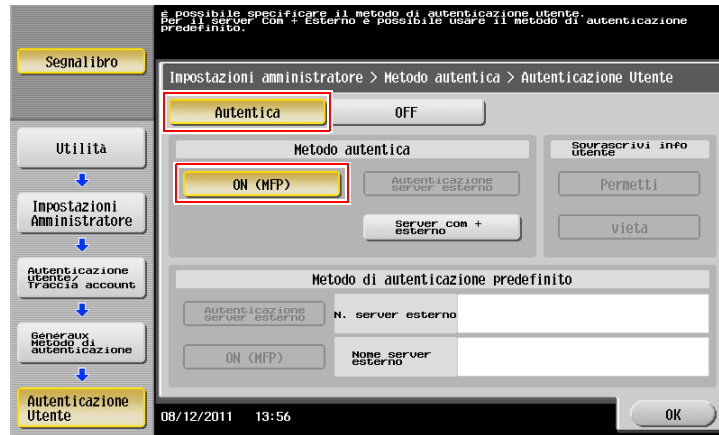 è possibile specificare il metodo di autenticazione utente.
Per il server Com + Esterno è possibile usare il metodo di autenticazione
predefinito.
Segnalibro
Impostazioni amministratore > Metodo autentica > Autenticazione Utente
Autentica
OFF
Metodo autentica
Sovrascrivi info
utente
ON (MFP)
Autenticazione
server esterno
Permetti
Server com +
esterno
vieta
Metodo di autenticazione predefinito
Autenticazione
server esterno
N. server esterno
ON (MFP)
Nome server
esterno
Utilità
Impostazioni
Amministratore
Autenticazione
utente/
Traccia account
Généraux
Metodo di
autenticazione
Autenticazione
Utente
08/12/2011 13:56
OK